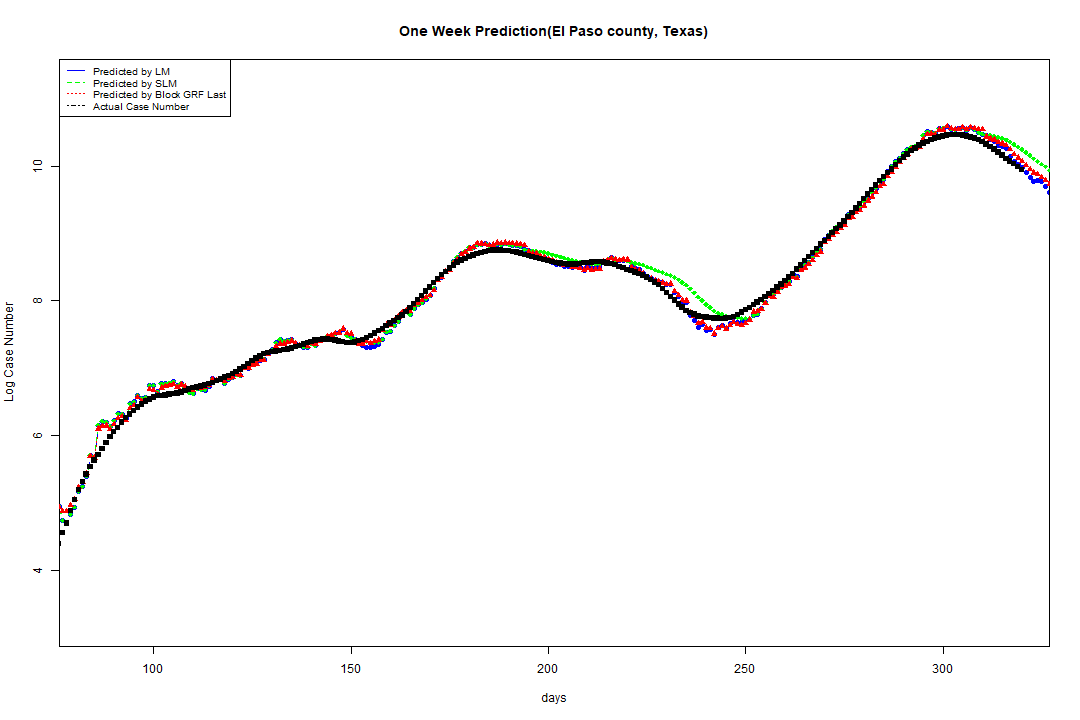 One Week Prediction(El Paso county, Texas)
Predicted by LM
Predicted by SLM
Predicted by Block GRF Last
Actual Case Number
Log Case Number
10
8
6
4
100 150 200 250 300
days